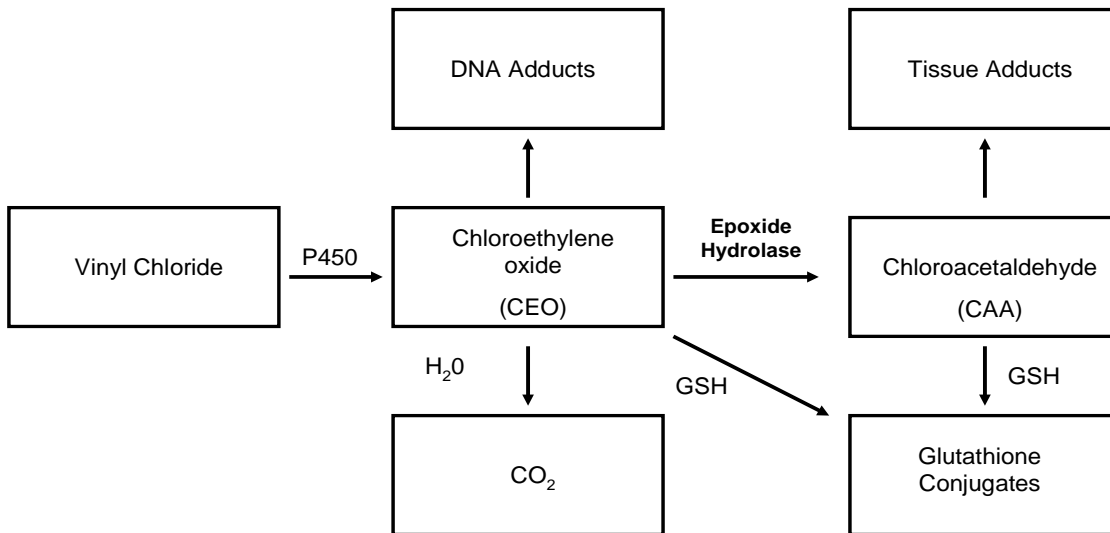 DNA Adducts
Tissue Adducts
Vinyl Chloride
P450
Chloroethylene
oxide
(CEO)
Epoxide
Hydrolase
Chloroacetaldehyde
(CAA)
H₂0
GSH
GSH
CO₂
Glutathione
Conjugates